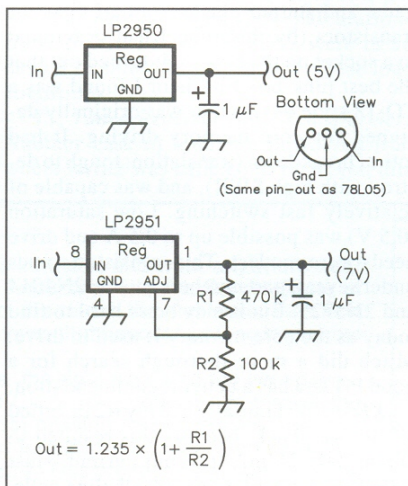 LP2950
In
Reg
IN OUT
GND
Out (5V)
+
1 μF
Bottom View
Out
Gnd
In
(Same pin-out as 78L05)
LP2951
In
8
Reg
1
IN OUT
GND ADJ
4
7
Out
(7V)
R1
470 k
+
1 μF
R2
100 k
Out = 1.235 × (1 + R1/R2)